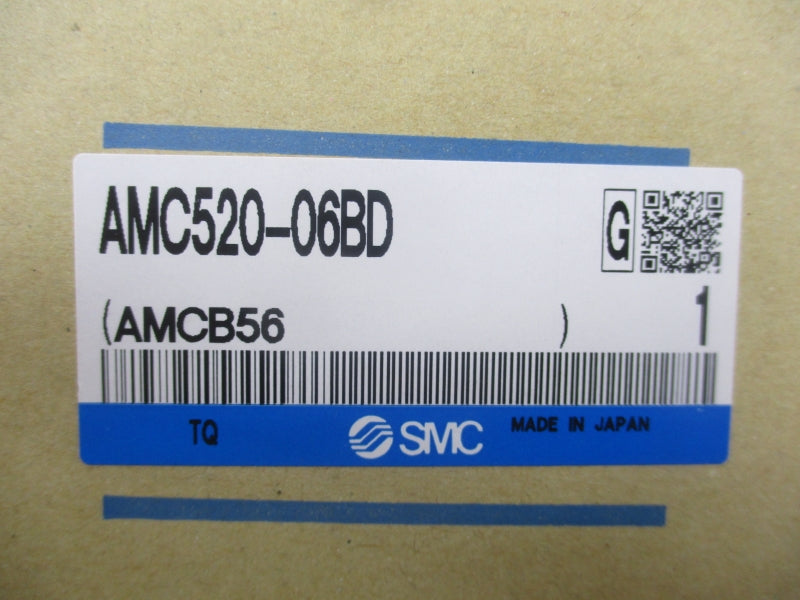 AMC520-06BD
G
(AMCB56 )
1
TQ
SMC
MADE IN JAPAN